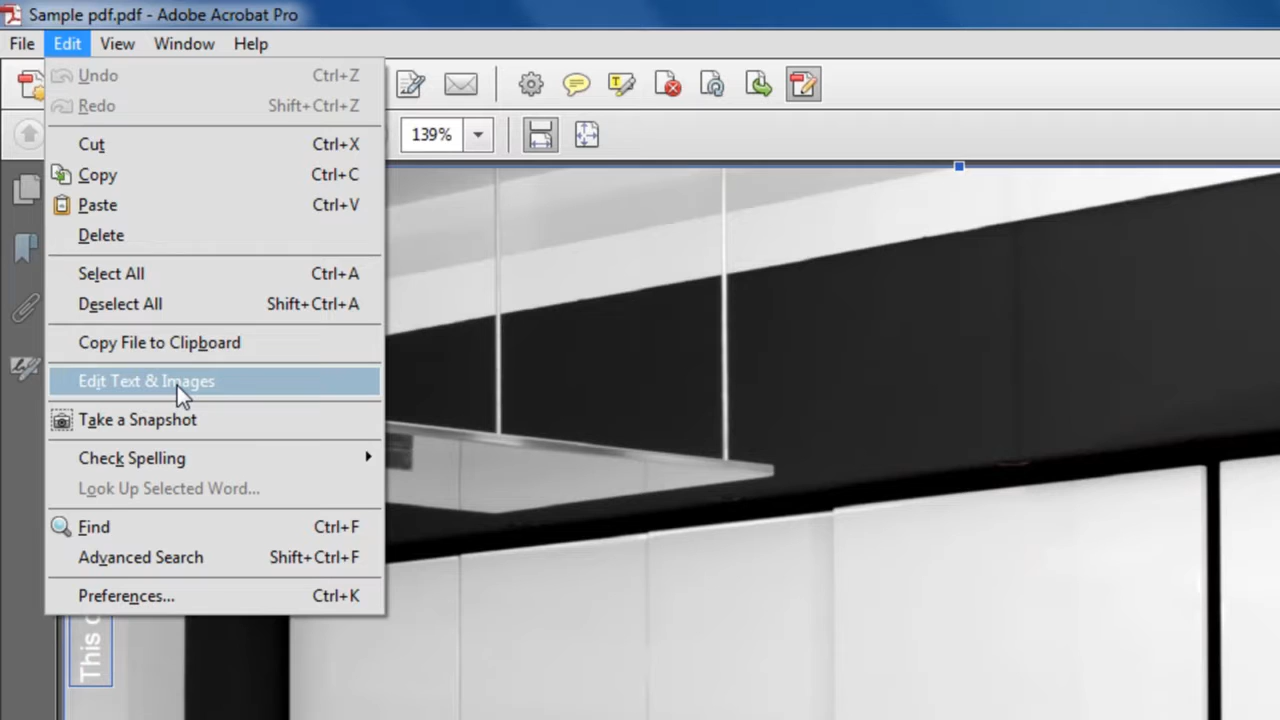 Sample pdf.pdf - Adobe Acrobat Pro
File Edit View Window Help
Undo Ctrl+Z
Redo Shift+Ctrl+Z
139%
Cut Ctrl+X
Copy Ctrl+C
Paste Ctrl+V
Delete
Select All Ctrl+A
Deselect All Shift+Ctrl+A
Copy File to Clipboard
Edit Text & Images
Take a Snapshot
Check Spelling
Look Up Selected Word...
Find Ctrl+F
Advanced Search Shift+Ctrl+F
Preferences... Ctrl+K
This